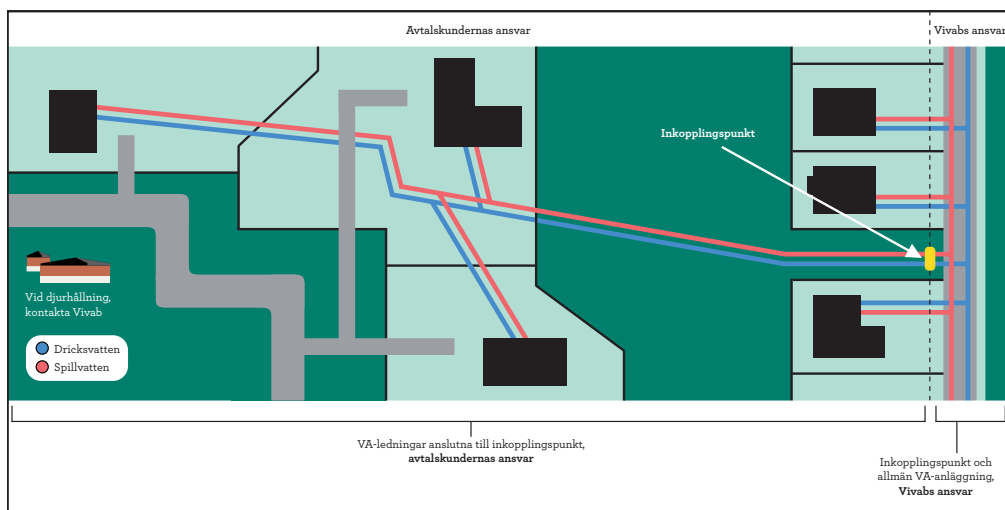 Avtalskundernas ansvar
Vivabs ansvar
Inkopplingspunkt
Vid djurhållning,
kontakta Vivab
Dricksvatten
Spillvatten
VA-ledningar anslutna till inkopplingspunkt,
avtalskundernas ansvar
Inkopplingspunkt och
allmän VA-anläggning,
Vivabs ansvar